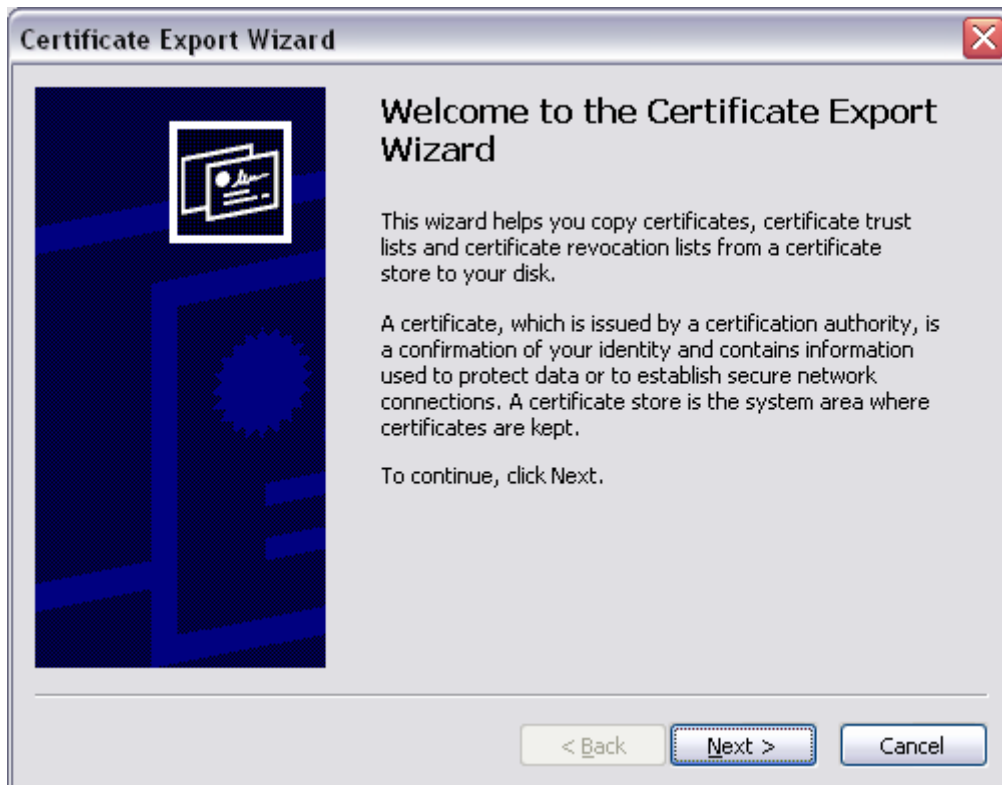 Certificate Export Wizard
Welcome to the Certificate Export
Wizard
This wizard helps you copy certificates, certificate trust
lists and certificate revocation lists from a certificate
store to your disk.
A certificate, which is issued by a certification authority, is
a confirmation of your identity and contains information
used to protect data or to establish secure network
connections. A certificate store is the system area where
certificates are kept.
To continue, click Next.
< Back Next > Cancel